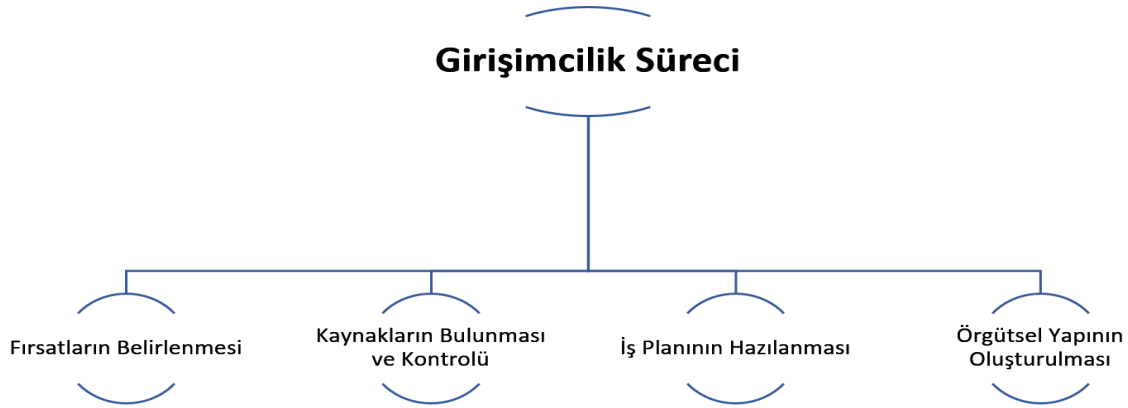 Girişimcilik Süreci
Fırsatların Belirlenmesi
Kaynakların Bulunması
ve Kontrolü
İş Planının Hazılanması
Örgütsel Yapının
Oluşturulması